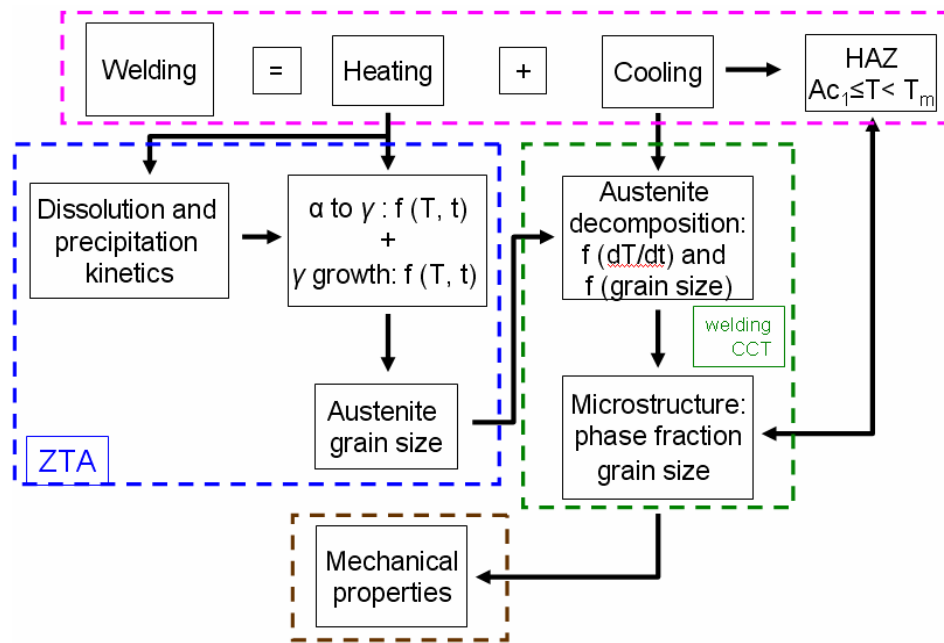 Welding
=
Heating
+
Cooling
HAZ
Ac₁≤T< Tₘ
Dissolution and
precipitation
kinetics
α to γ : f (T, t)
+
γ growth: f (T, t)
Austenite
decomposition:
f (dT/dt) and
f (grain size)
welding
CCT
Austenite
grain size
Microstructure:
phase fraction
grain size
ZTA
Mechanical
properties